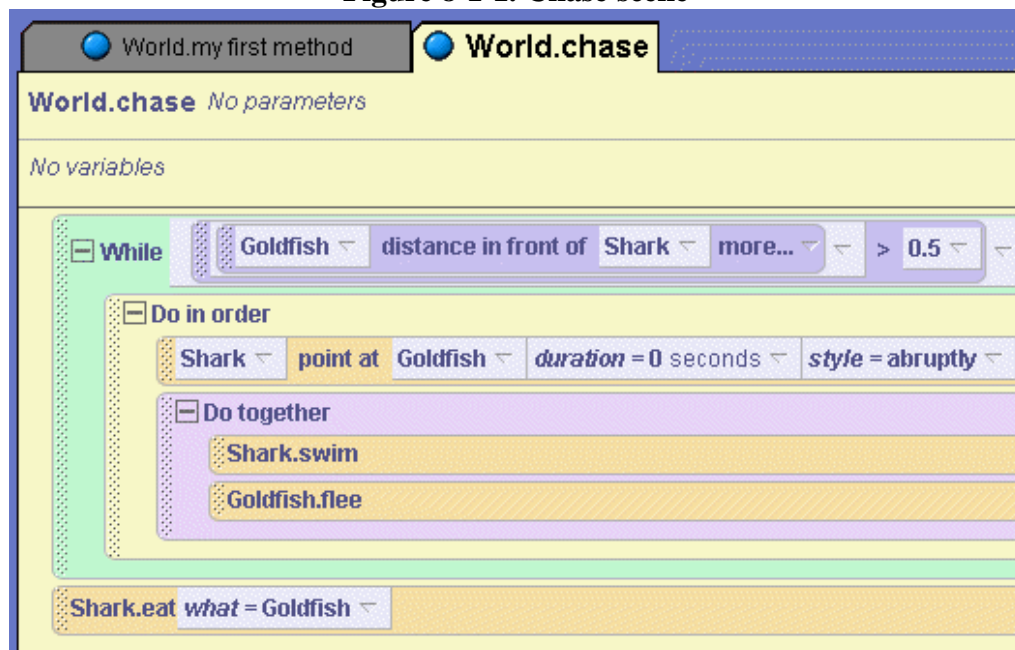 World.my first method World.chase
World.chase No parameters
No variables
While Goldfish distance in front of Shark more... > 0.5
Do in order
Shark point at Goldfish duration = 0 seconds style = abruptly
Do together
Shark.swim
Goldfish.flee
Shark.eat what = Goldfish